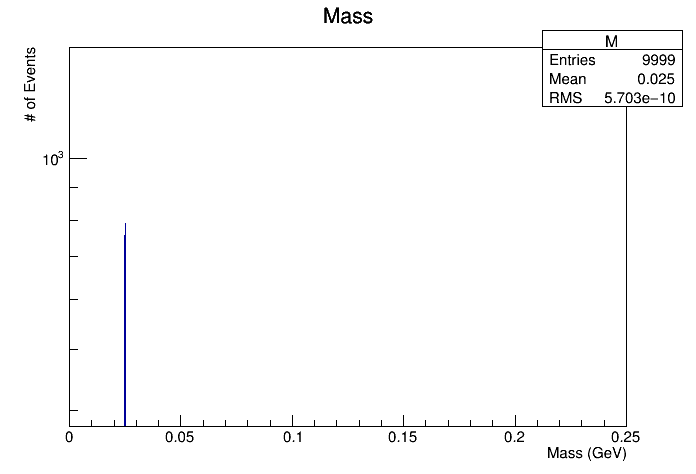 Mass
M
Entries 9999
Mean 0.025
RMS 5.703e−10
# of Events
10³
0 0.05 0.1 0.15 0.2 0.25
Mass (GeV)